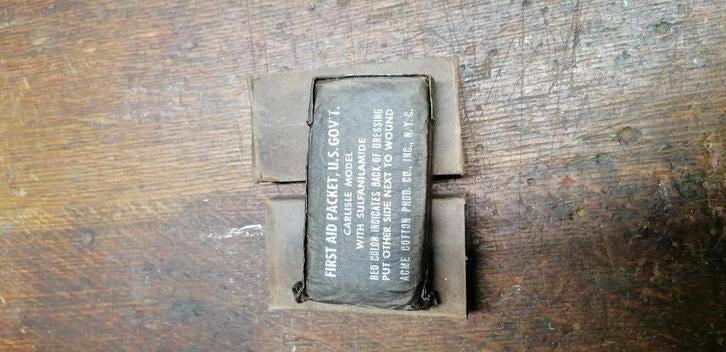 FIRST AID PACKET, U.S. GOV'T.
CARLISLE MODEL
WITH SULFANILAMIDE
RED COLOR INDICATES BACK OF DRESSING
PUT OTHER SIDE NEXT TO WOUND
ACME COTTON PROD. CO., INC., N.Y.C.